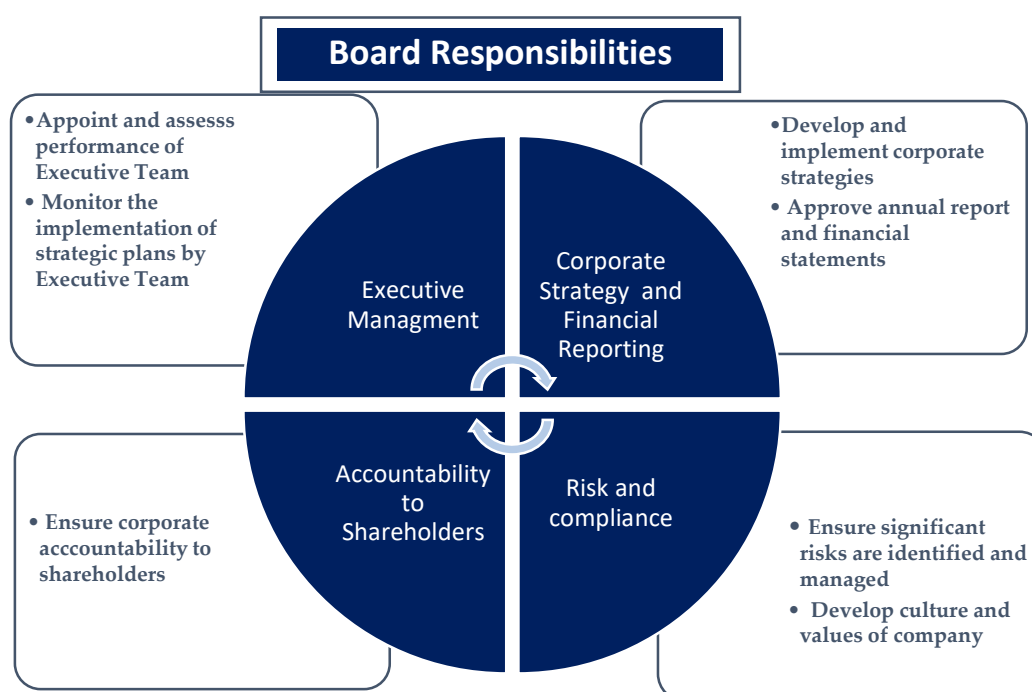 Board Responsibilities
•Appoint and assesss
performance of
Executive Team
• Monitor the
implementation of
strategic plans by
Executive Team
•Develop and
implement corporate
strategies
• Approve annual report
and financial
statements
Executive
Managment
Corporate
Strategy and
Financial
Reporting
Accountability
to
Shareholders
Risk and
compliance
• Ensure corporate
acccountability to
shareholders
• Ensure significant
risks are identified and
managed
• Develop culture and
values of company